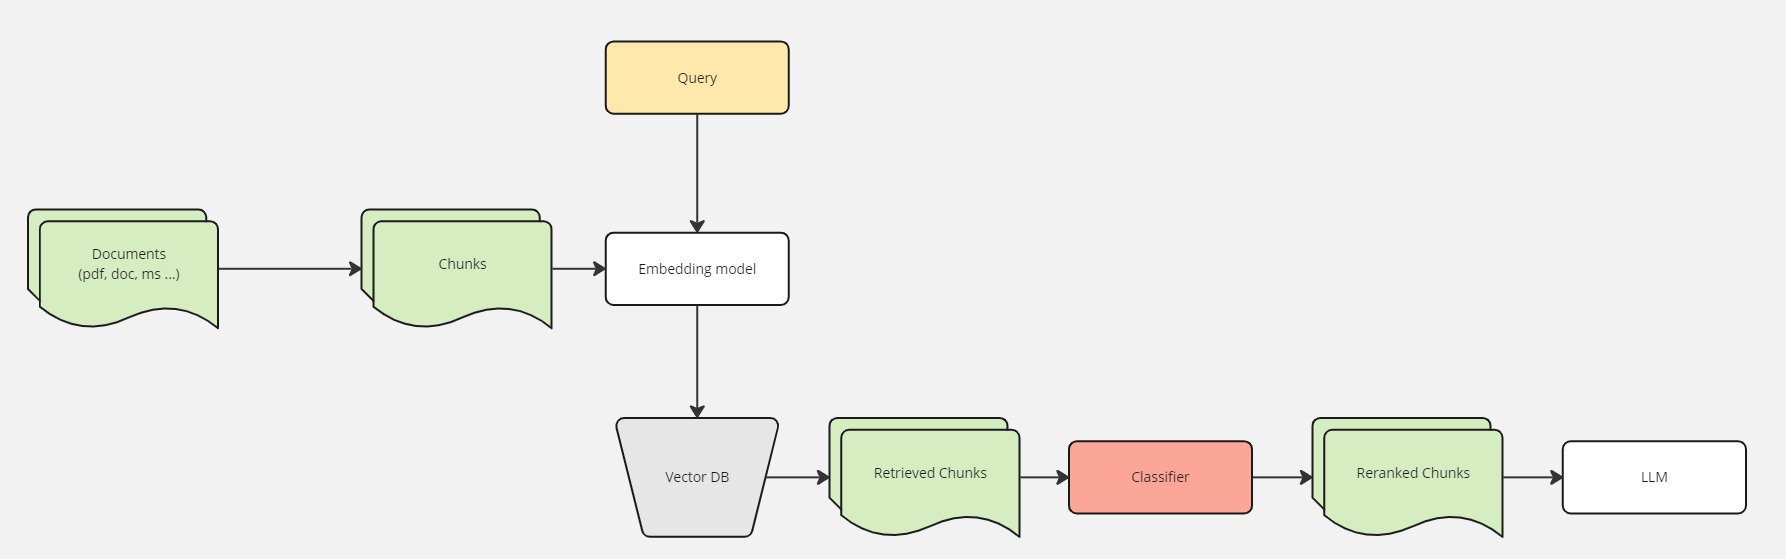 Query
Documents
(pdf, doc, ms ...)
Chunks
Embedding model
Vector DB
Retrieved Chunks
Classifier
Reranked Chunks
LLM